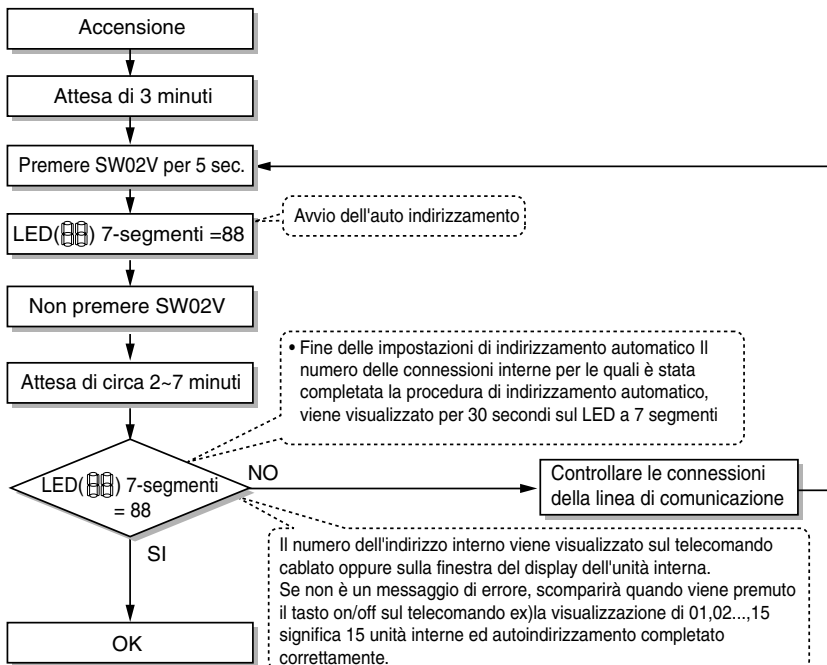 Accensione
Attesa di 3 minuti
Premere SW02V per 5 sec.
LED(88) 7-segmenti =88
Avvio dell'auto indirizzamento
Non premere SW02V
Attesa di circa 2~7 minuti
• Fine delle impostazioni di indirizzamento automatico Il
numero delle connessioni interne per le quali è stata
completata la procedura di indirizzamento automatico,
viene visualizzato per 30 secondi sul LED a 7 segmenti
LED(88) 7-segmenti
= 88
NO
Controllare le connessioni
della linea di comunicazione
SI
Il numero dell'indirizzo interno viene visualizzato sul telecomando
cablato oppure sulla finestra del display dell'unità interna.
Se non è un messaggio di errore, scomparirà quando viene premuto
il tasto on/off sul telecomando ex)la visualizzazione di 01,02...,15
significa 15 unità interne ed autoindirizzamento completato
correttamente.
OK